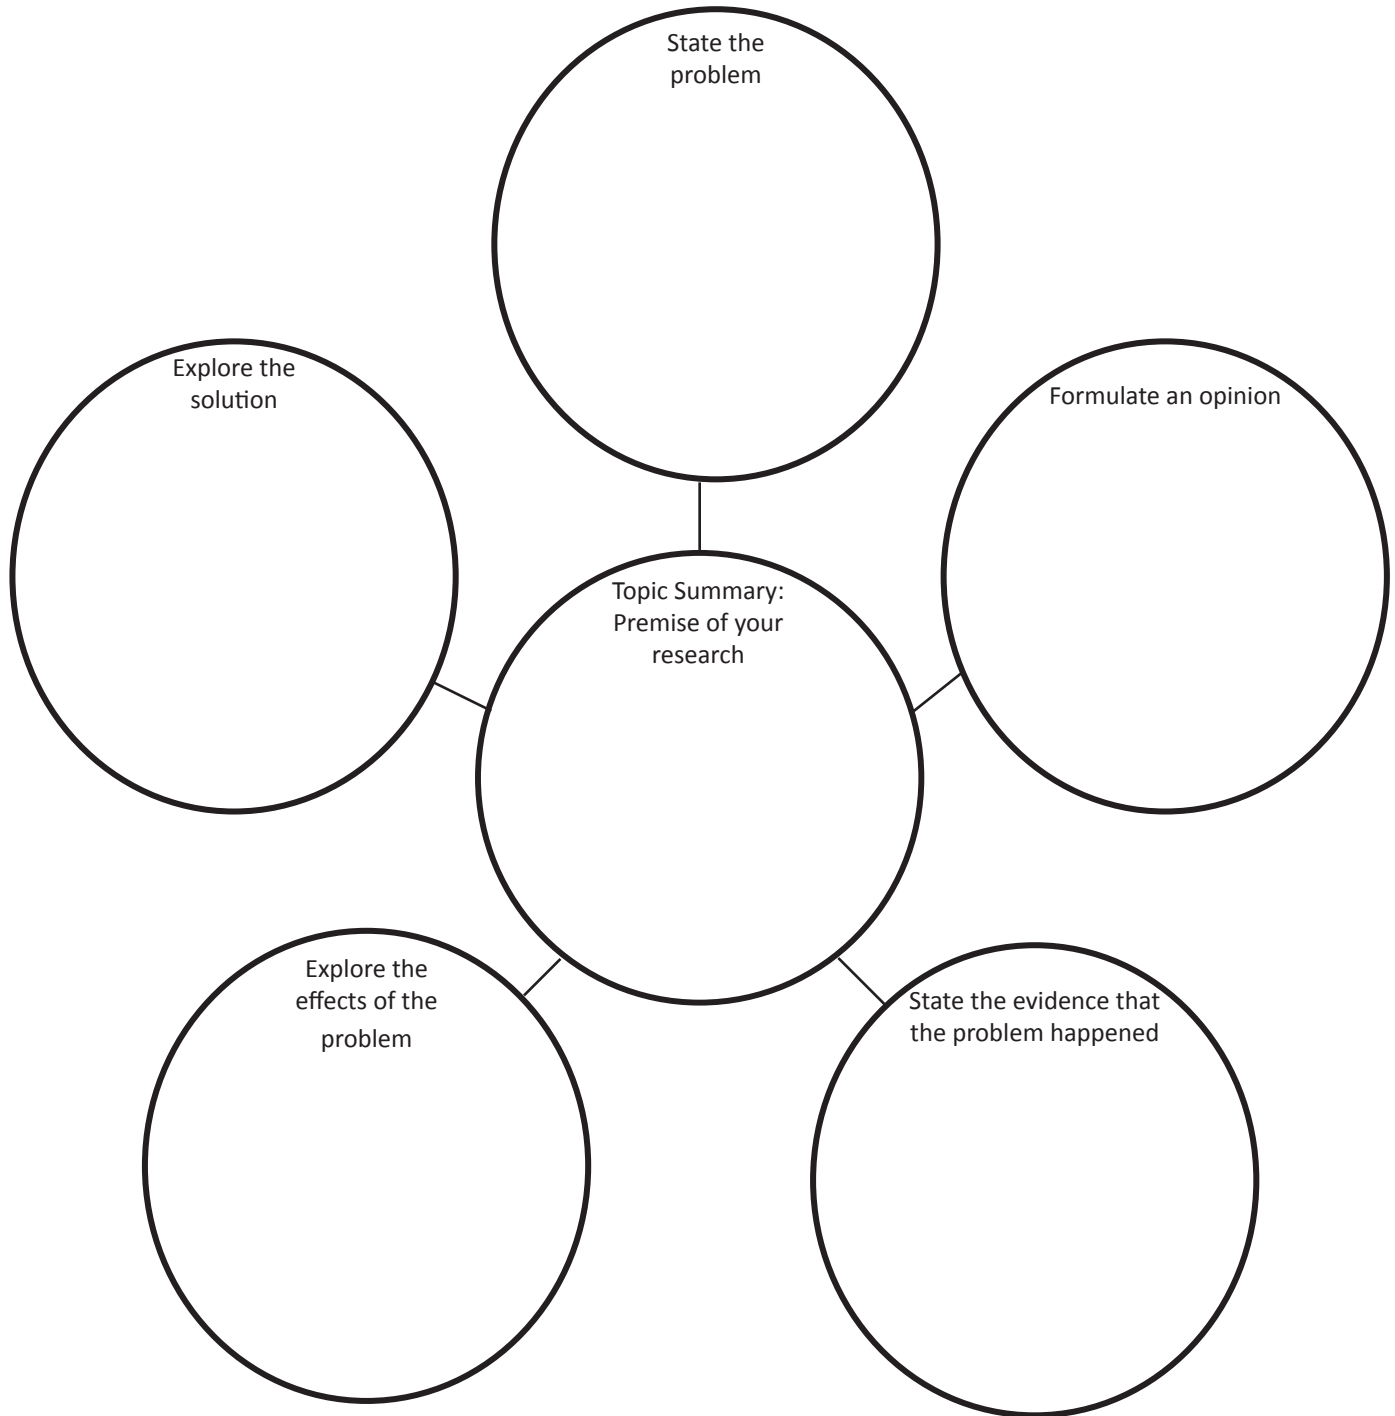 State the
problem
Explore the
solution
Formulate an opinion
Topic Summary:
Premise of your
research
Explore the
effects of the
problem
State the evidence that
the problem happened